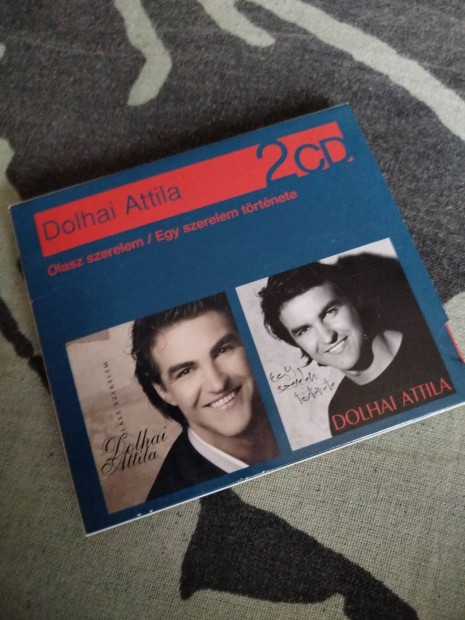 2CD
Dolhai Attila
Olasz szerelem / Egy szerelem története
OLASZ SZERELEM
Dolhai
Attila
Egy
szerelem
története
DOLHAI ATTILA